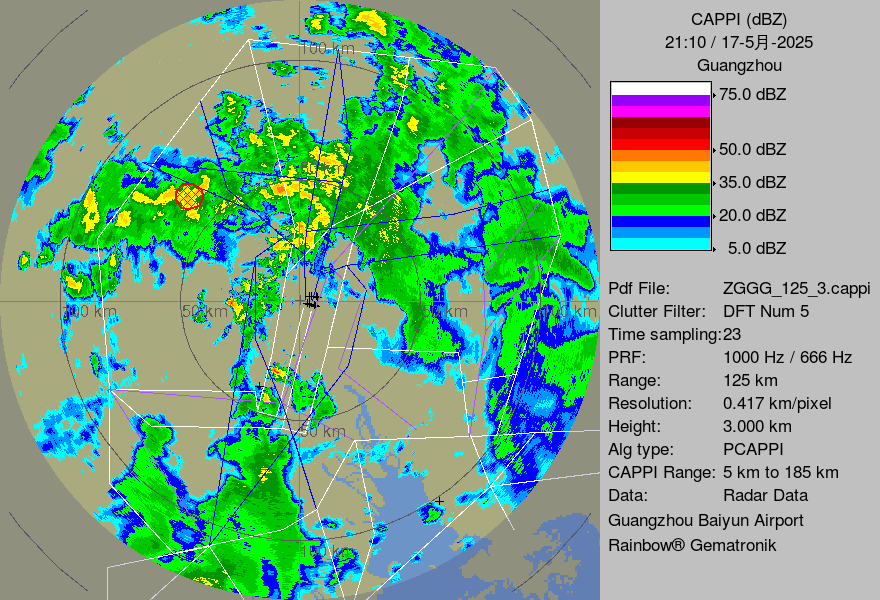 CAPPI (dBZ)
21:10 / 17-5月-2025
Guangzhou
75.0 dBZ
50.0 dBZ
35.0 dBZ
20.0 dBZ
5.0 dBZ
Pdf File: ZGGG_125_3.cappi
Clutter Filter: DFT Num 5
Time sampling:23
PRF: 1000 Hz / 666 Hz
Range: 125 km
Resolution: 0.417 km/pixel
Height: 3.000 km
Alg type: PCAPPI
CAPPI Range: 5 km to 185 km
Data: Radar Data
Guangzhou Baiyun Airport
Rainbow® Gematronik
100 km
100 km
50 km
50 km